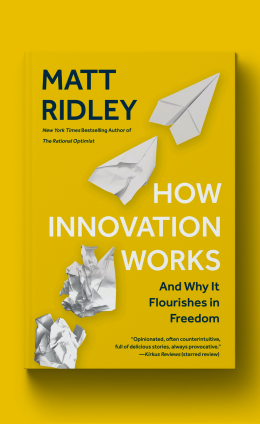 MATT
RIDLEY
New York Times Bestselling Author of
The Rational Optimist
HOW
INNOVATION
WORKS
And Why It
Flourishes in
Freedom
"Opinionated, often counterintuitive,
full of delicious stories, always provocative."
—Kirkus Reviews (starred review)